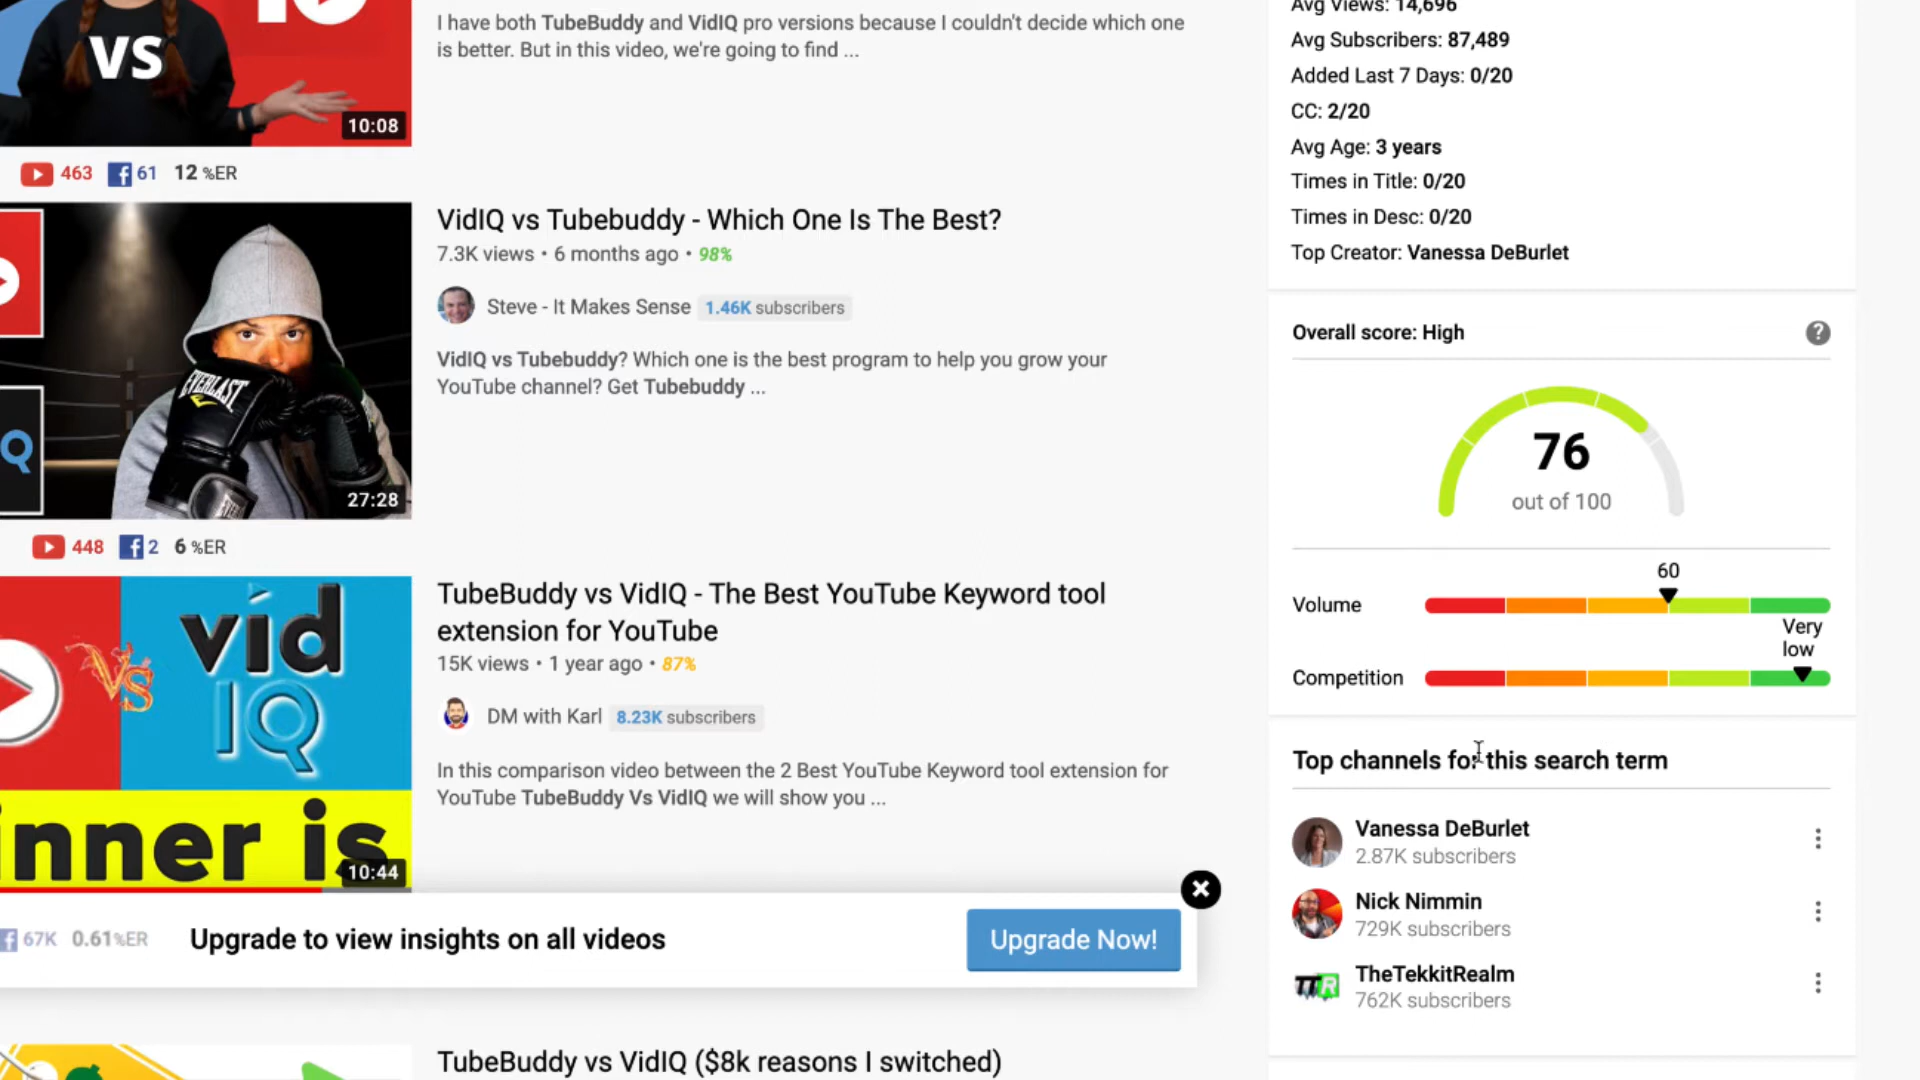 VS
10:08
I have both TubeBuddy and VidIQ pro versions because I couldn't decide which one
is better. But in this video, we're going to find ...
463 61 12 %ER
EVERLAST
Q
27:28
VidIQ vs Tubebuddy - Which One Is The Best?
7.3K views • 6 months ago • 98%
Steve - It Makes Sense 1.46K subscribers
VidIQ vs Tubebuddy? Which one is the best program to help you grow your
YouTube channel? Get Tubebuddy ...
448 2 6 %ER
VS
vid
IQ
inner is
10:44
TubeBuddy vs VidIQ - The Best YouTube Keyword tool
extension for YouTube
15K views • 1 year ago • 87%
DM with Karl 8.23K subscribers
In this comparison video between the 2 Best YouTube Keyword tool extension for
YouTube TubeBuddy Vs VidIQ we will show you ...
67K 0.61%ER
Upgrade to view insights on all videos
Upgrade Now!
TubeBuddy vs VidIQ ($8k reasons I switched)
Avg Views: 14,696
Avg Subscribers: 87,489
Added Last 7 Days: 0/20
CC: 2/20
Avg Age: 3 years
Times in Title: 0/20
Times in Desc: 0/20
Top Creator: Vanessa DeBurlet
Overall score: High
?
76
out of 100
60
Volume
Very
low
Competition
Top channels for this search term
Vanessa DeBurlet
2.87K subscribers
Nick Nimmin
729K subscribers
TTR
TheTekkitRealm
762K subscribers